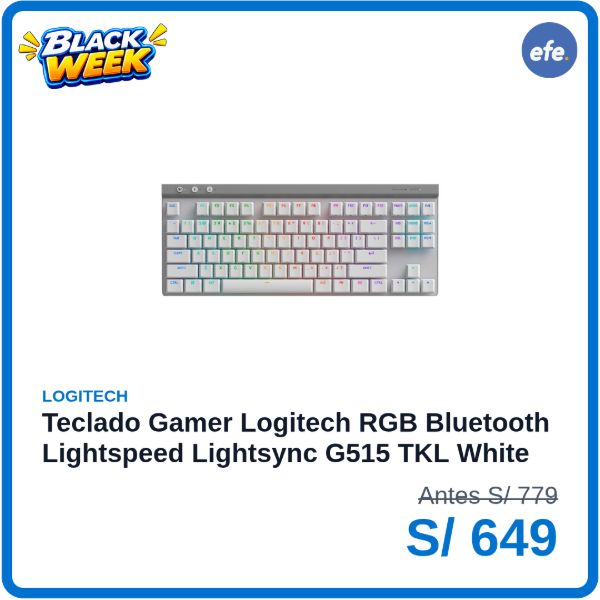 BLACK
WEEK
efe.
LOGITECH
Teclado Gamer Logitech RGB Bluetooth
Lightspeed Lightsync G515 TKL White
Antes S/ 779
S/ 649